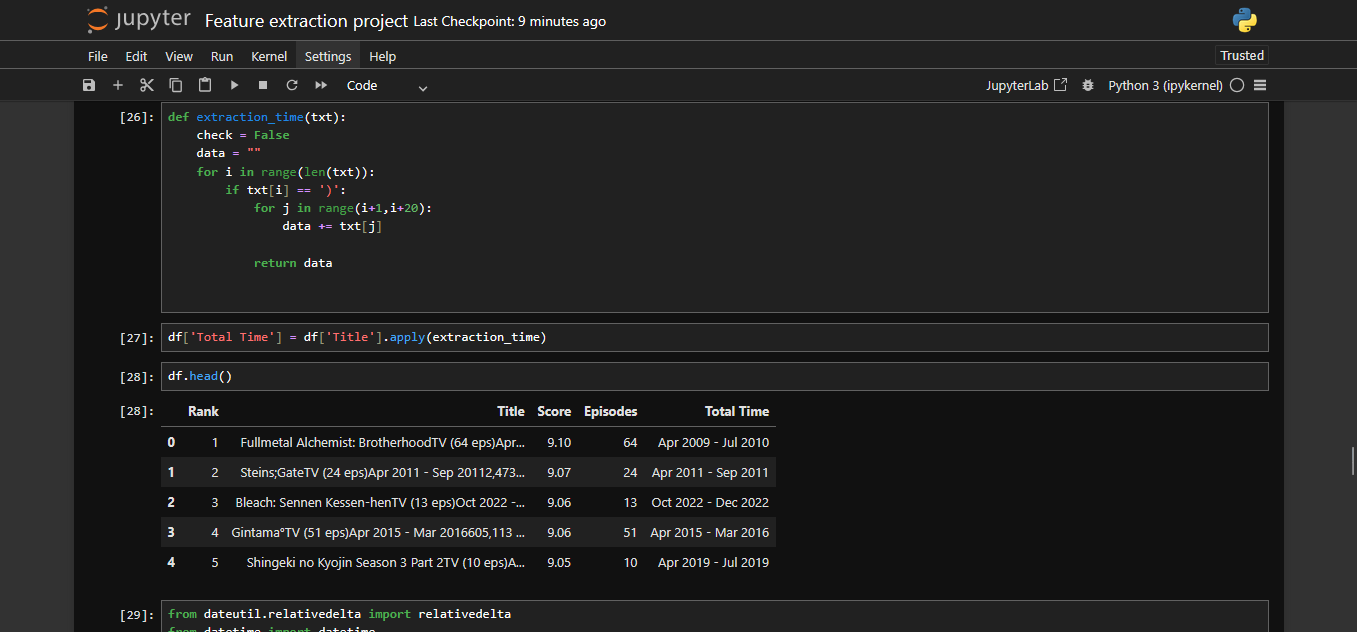 jupyter Feature extraction project Last Checkpoint: 9 minutes ago
File Edit View Run Kernel Settings Help Trusted
Code JupyterLab Python 3 (ipykernel)
[26]: def extraction_time(txt):
    check = False
    data = ""
    for i in range(len(txt)):
        if txt[i] == ')':
            for j in range(i+1,i+20):
                data += txt[j]
            return data
[27]: df['Total Time'] = df['Title'].apply(extraction_time)
[28]: df.head()
[28]: Rank Title Score Episodes Total Time
0 1 Fullmetal Alchemist: BrotherhoodTV (64 eps)Apr... 9.10 64 Apr 2009 - Jul 2010
1 2 Steins;GateTV (24 eps)Apr 2011 - Sep 20112,473... 9.07 24 Apr 2011 - Sep 2011
2 3 Bleach: Sennen Kessen-henTV (13 eps)Oct 2022 -... 9.06 13 Oct 2022 - Dec 2022
3 4 Gintama°TV (51 eps)Apr 2015 - Mar 2016605,113 ... 9.06 51 Apr 2015 - Mar 2016
4 5 Shingeki no Kyojin Season 3 Part 2TV (10 eps)A... 9.05 10 Apr 2019 - Jul 2019
[29]: from dateutil.relativedelta import relativedelta
from datetime import datetime